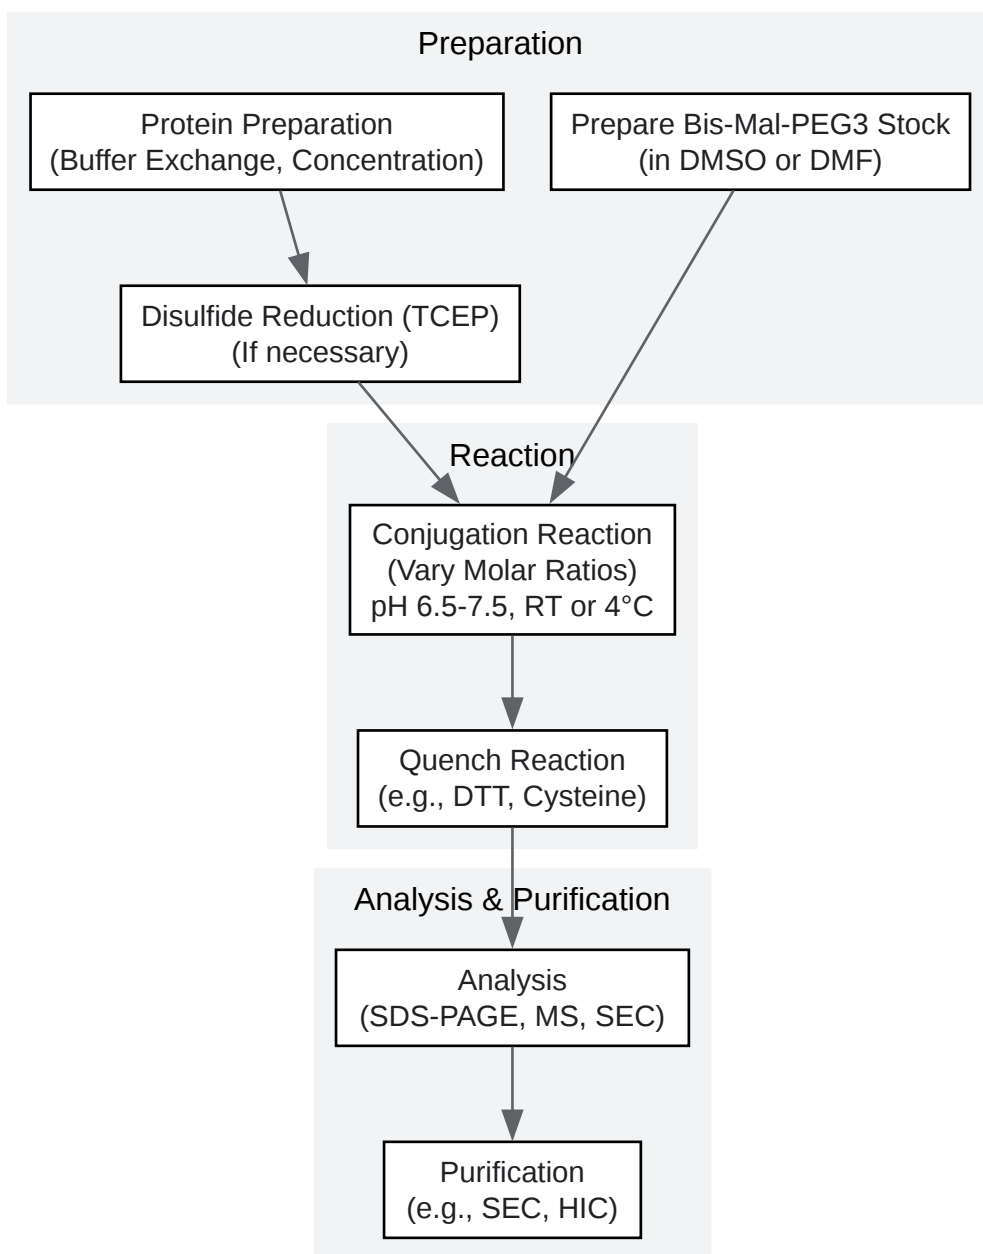 Preparation
Protein Preparation
(Buffer Exchange, Concentration)
Prepare Bis-Mal-PEG3 Stock
(in DMSO or DMF)
Disulfide Reduction (TCEP)
(If necessary)
Reaction
Conjugation Reaction
(Vary Molar Ratios)
pH 6.5-7.5, RT or 4°C
Quench Reaction
(e.g., DTT, Cysteine)
Analysis & Purification
Analysis
(SDS-PAGE, MS, SEC)
Purification
(e.g., SEC, HIC)